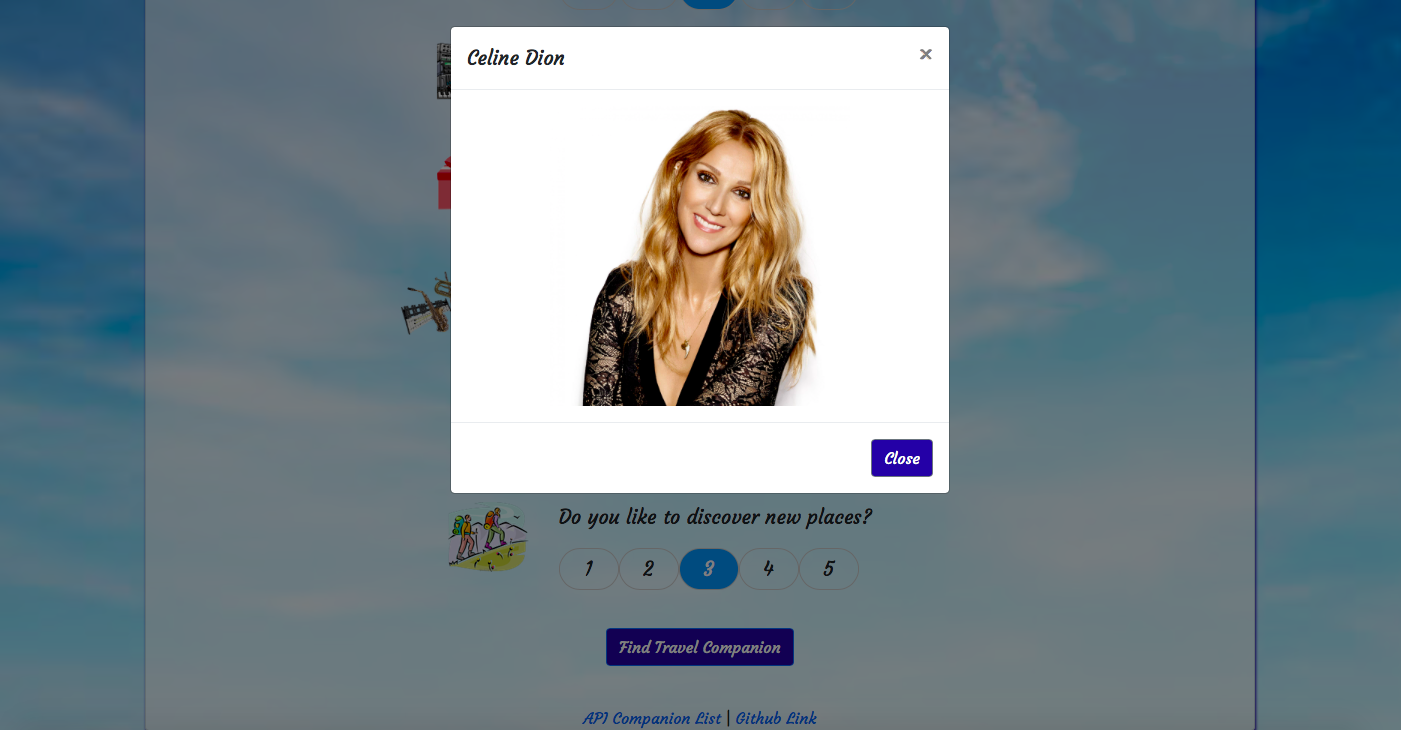 Celine Dion
×
Close
Do you like to discover new places?
1 2 3 4 5
Find Travel Companion
API Companion List | Github Link